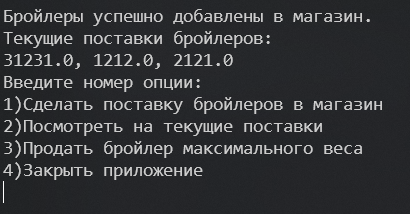 Бройлеры успешно добавлены в магазин.
Текущие поставки бройлеров:
31231.0, 1212.0, 2121.0
Введите номер опции:
1)Сделать поставку бройлеров в магазин
2)Посмотреть на текущие поставки
3)Продать бройлер максимального веса
4)Закрыть приложение